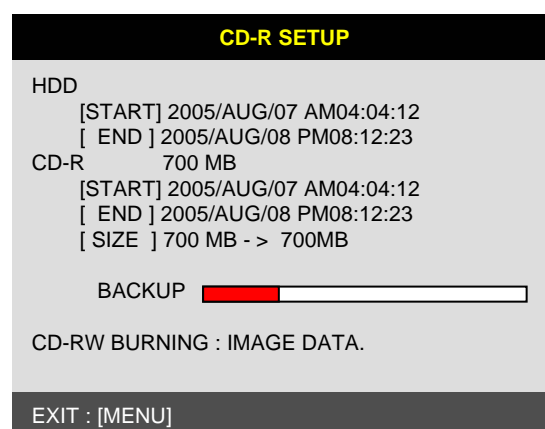 CD-R SETUP
HDD
[START] 2005/AUG/07 AM04:04:12
[ END ] 2005/AUG/08 PM08:12:23
CD-R 700 MB
[START] 2005/AUG/07 AM04:04:12
[ END ] 2005/AUG/08 PM08:12:23
[ SIZE ] 700 MB - > 700MB
BACKUP
CD-RW BURNING : IMAGE DATA.
EXIT : [MENU]